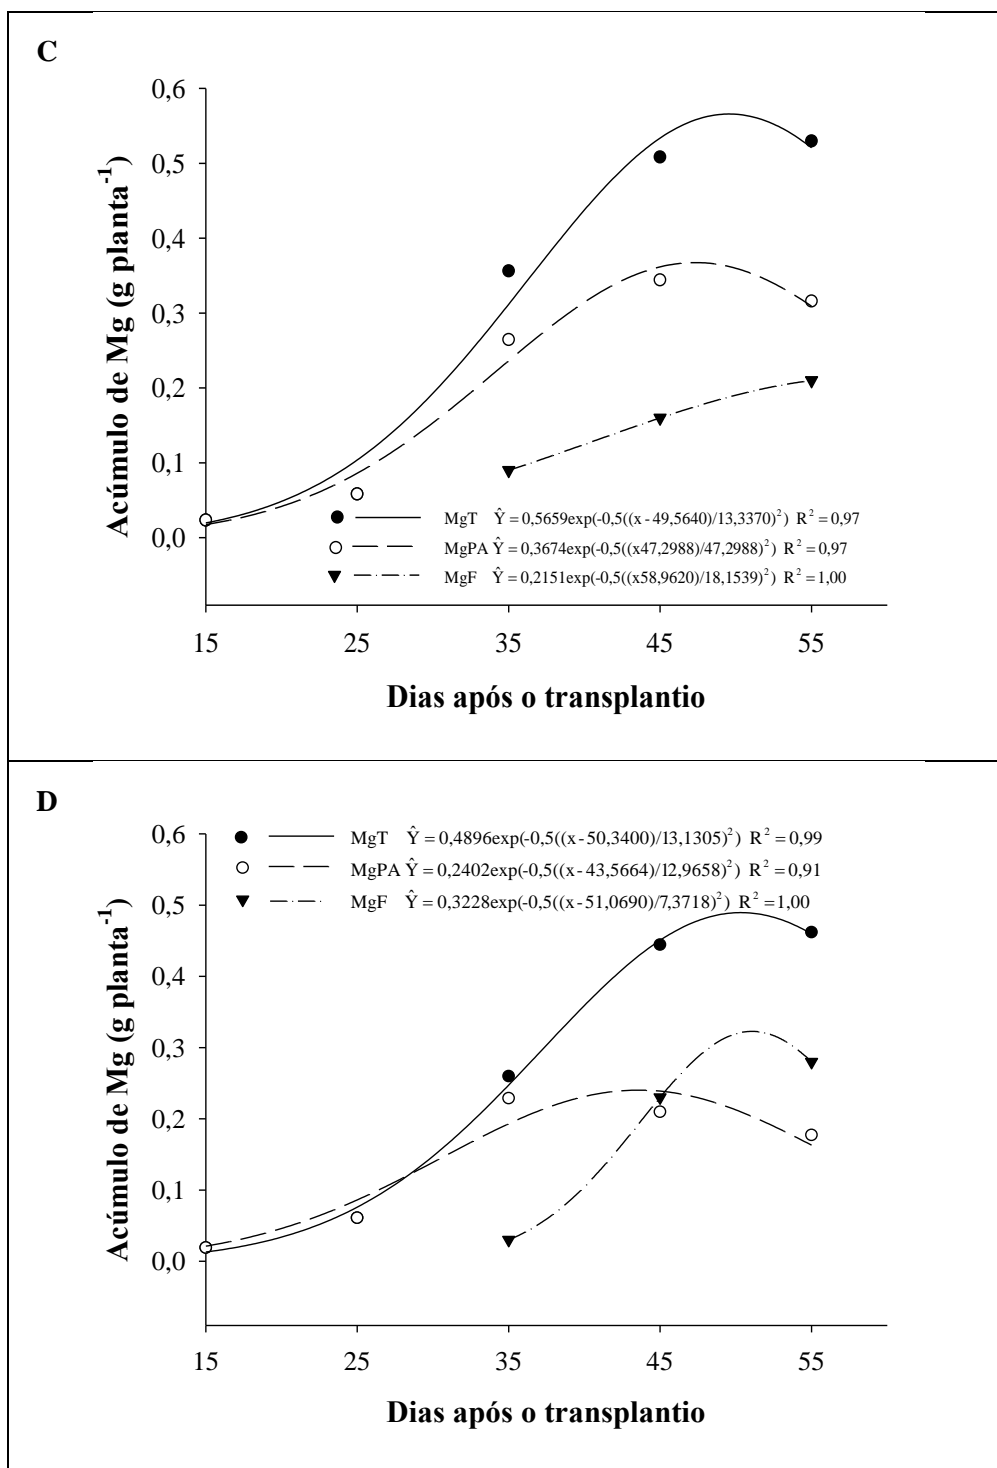 C
0,6
0,5
0,4
0,3
0,2
0,1
0,0
Acúmulo de Mg (g planta⁻¹)
MgT Ŷ = 0,5659exp(-0,5((x - 49,5640)/13,3370)²) R² = 0,97
MgPA Ŷ = 0,3674exp(-0,5((x47,2988)/47,2988)²) R² = 0,97
MgF Ŷ = 0,2151exp(-0,5((x58,9620)/18,1539)²) R² = 1,00
15 25 35 45 55
Dias após o transplantio
D
MgT Ŷ = 0,4896exp(-0,5((x - 50,3400)/13,1305)²) R² = 0,99
MgPA Ŷ = 0,2402exp(-0,5((x - 43,5664)/12,9658)²) R² = 0,91
MgF Ŷ = 0,3228exp(-0,5((x - 51,0690)/7,3718)²) R² = 1,00
0,6
0,5
0,4
0,3
0,2
0,1
0,0
Acúmulo de Mg (g planta⁻¹)
15 25 35 45 55
Dias após o transplantio